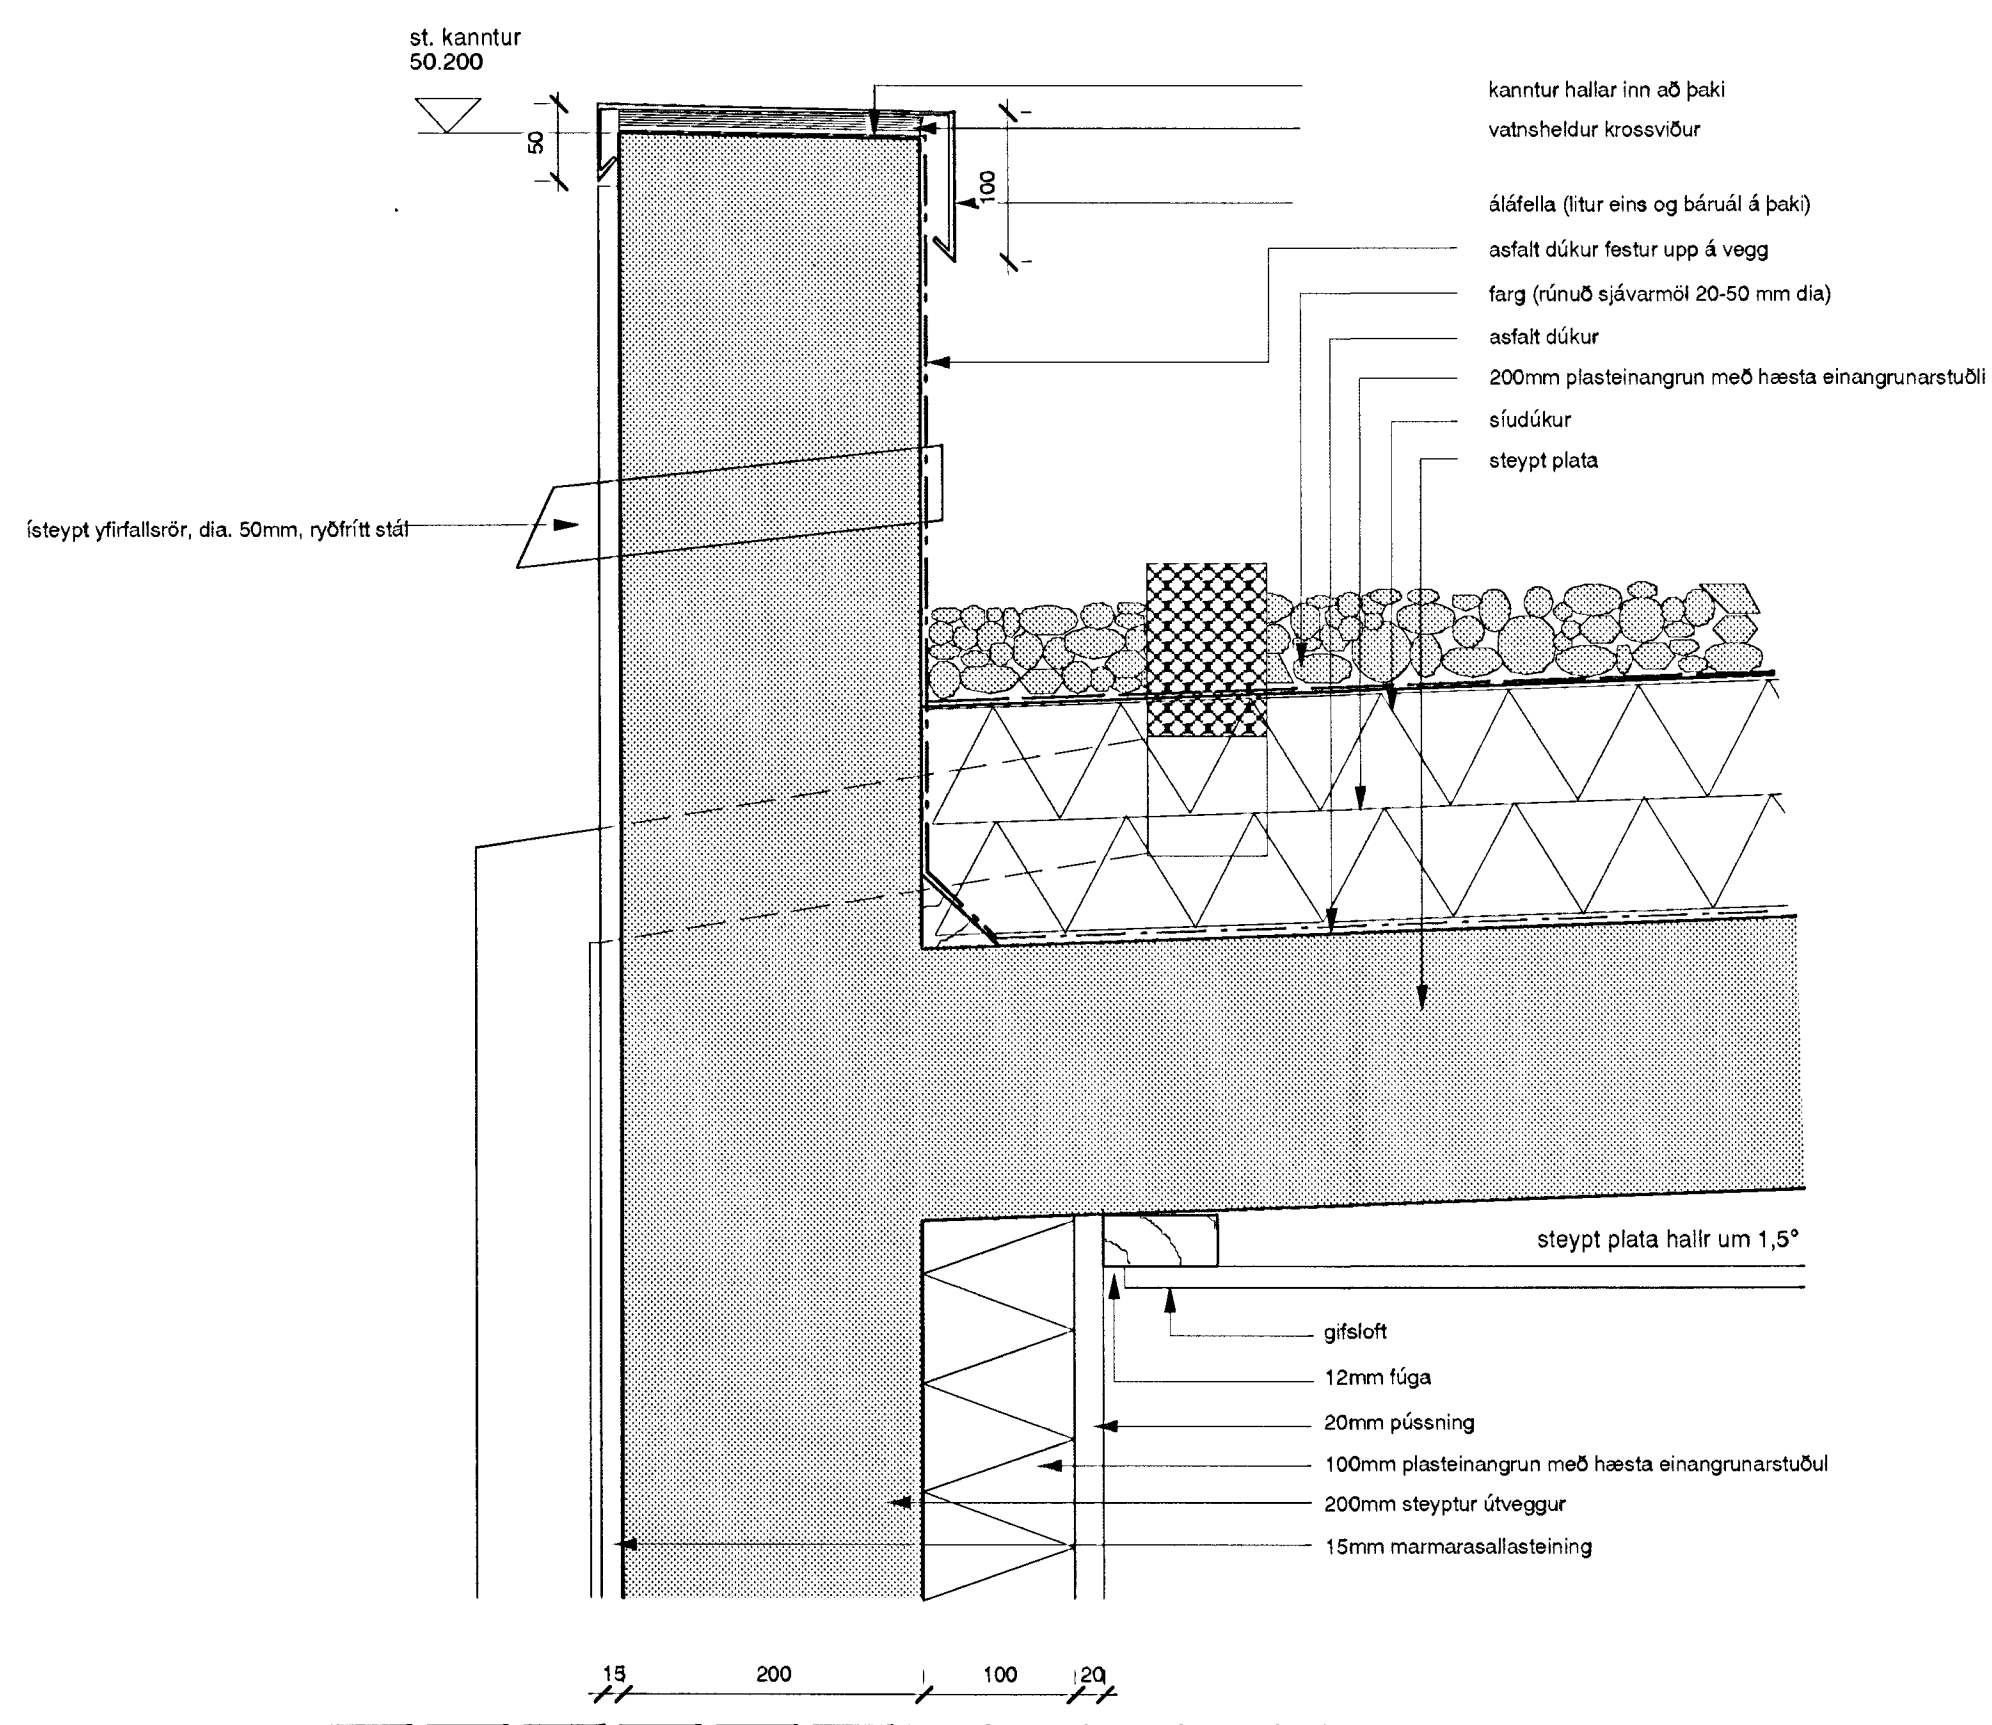 st. kanntur
50.200
50
100
kanntur hallar inn að þaki
vatnsheldur krossviður
áláfella (litur eins og báruál á þaki)
asfalt dúkur festur upp á vegg
farg (rúnuð sjávarmöl 20-50 mm dia)
asfalt dúkur
200mm plasteinangrun með hæsta einangrunarstuðli
síudúkur
steypt plata
ísteypt yfirfallsrör, dia. 50mm, ryðfrítt stál
steypt plata hallr um 1,5°
gifsloft
12mm fúga
20mm pússning
100mm plasteinangrun með hæsta einangrunarstuðul
200mm steyptur útveggur
15mm marmarasallasteining
15 200 100 20